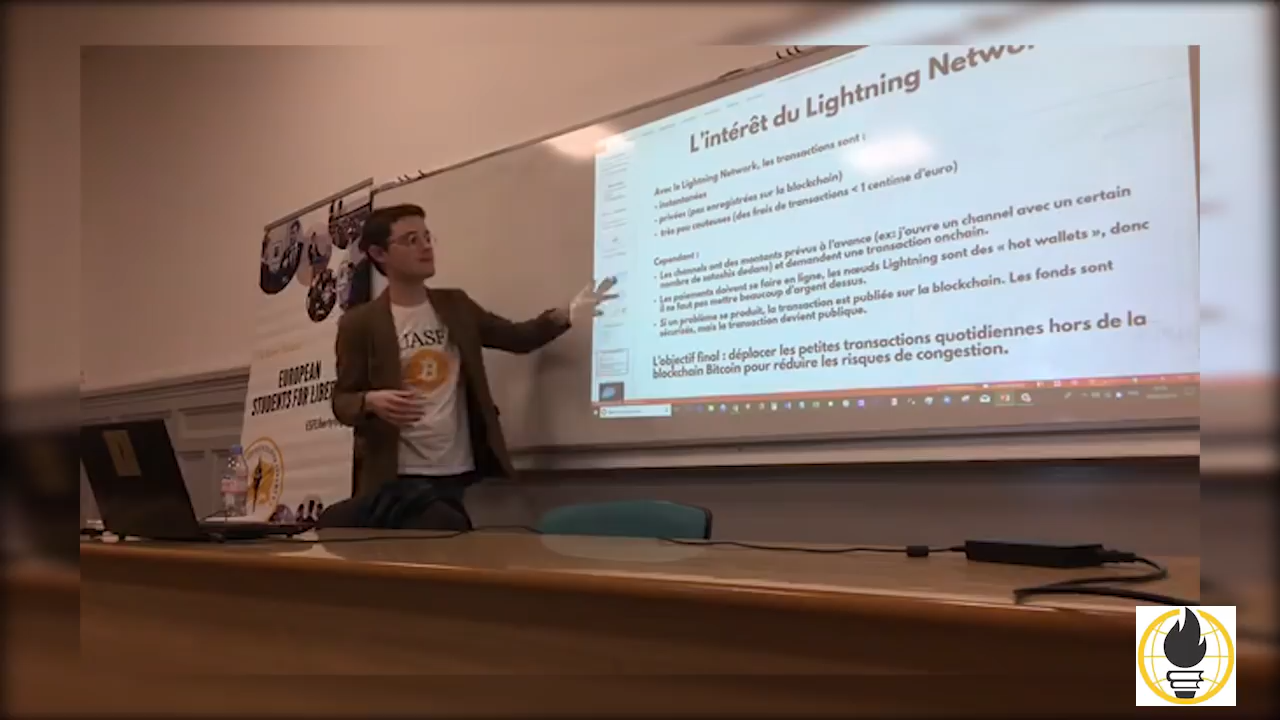 L'intérêt du Lightning Network
Avec le Lightning Network, les transactions sont :
- instantanées
- privées (pas enregistrées sur la blockchain)
- très peu couteuses (des frais de transactions < 1 centime d'euro)
Cependant :
- Les channels ont des montants prévus à l'avance (ex: j'ouvre un channel avec un certain
nombre de satoshis dedans) et demandent une transaction onchain.
- Les paiements doivent se faire en ligne, les nœuds Lightning sont des « hot wallets », donc
il ne faut pas mettre beaucoup d'argent dessus.
- Si un problème se produit, la transaction est publiée sur la blockchain. Les fonds sont
sécurisés, mais la transaction devient publique.
L'objectif final : déplacer les petites transactions quotidiennes hors de la
blockchain Bitcoin pour réduire les risques de congestion.
EUROPEAN
STUDENTS FOR LIBE